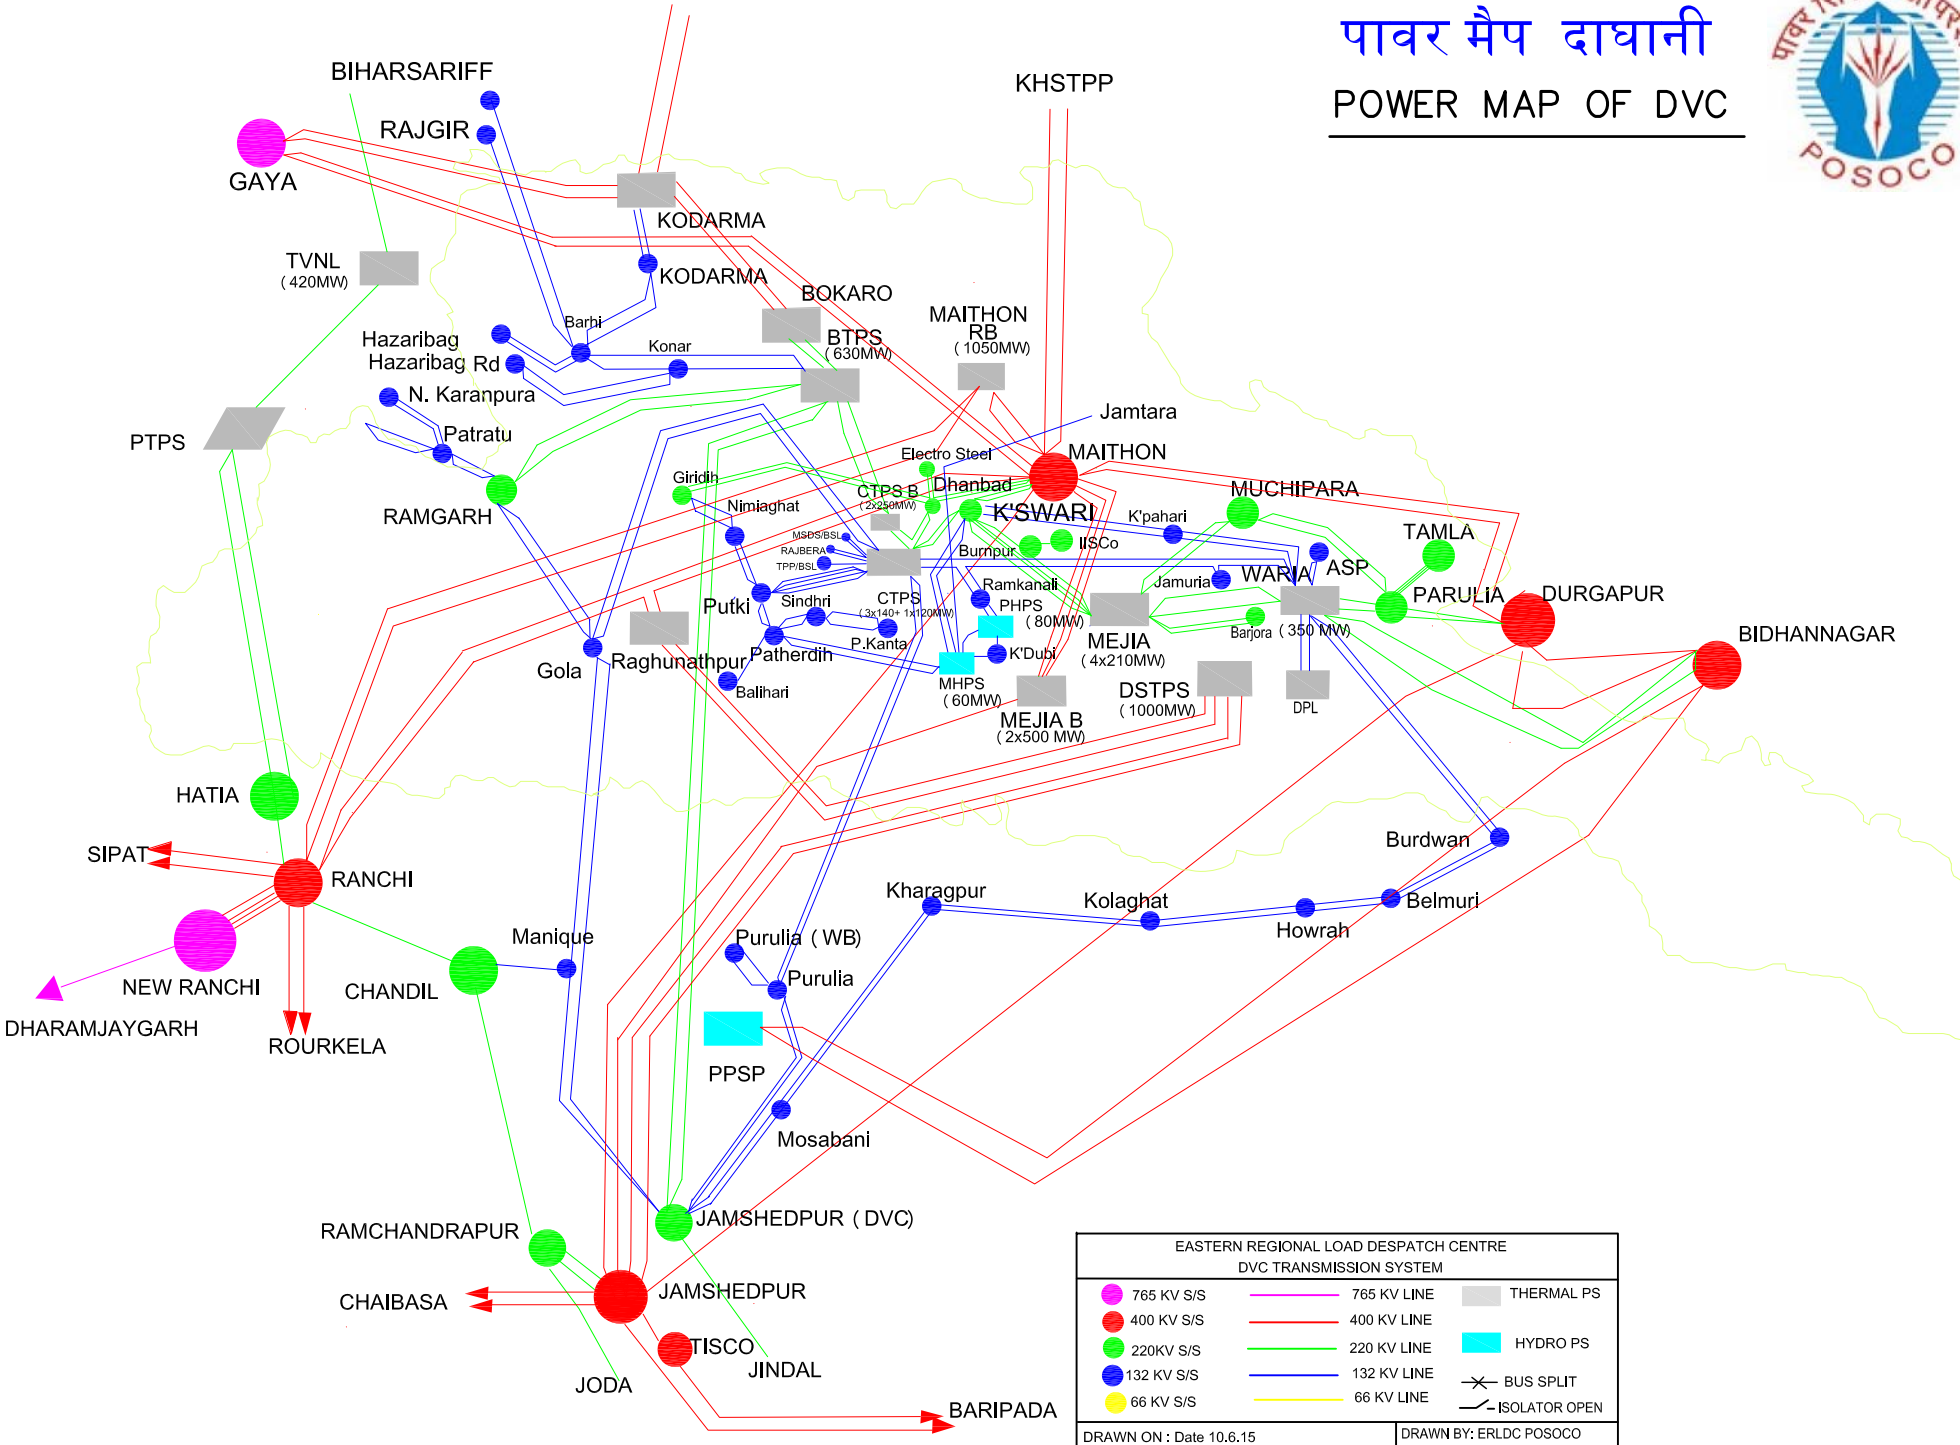 पावर मैप दाघानी
POWER MAP OF DVC
पावर
POSOCO
BIHARSARIFF
RAJGIR
GAYA
KHSTPP
KODARMA
KODARMA
TVNL
( 420MW)
BOKARO
BTPS
( 630MW)
MAITHON
RB
( 1050MW)
Barhi
Hazaribag
Hazaribag Rd
Konar
N. Karanpura
Jamtara
PTPS
Patratu
MAITHON
Electro Steel
Giridih
CTPS B
( 2x250MW)
Dhanbad
MUCHIPARA
RAMGARH
Nimiaghat
K'SWARI
K'pahari
TAMLA
MSDS/BSL
RAJBERA
TPP/BSL
Burnpur
IISCo
ASP
WARIA
Jamuria
Ramkanali
Putki
Sindhri
CTPS
( 3x140+ 1x120MW)
PHPS
( 80MW)
PARULIA
DURGAPUR
BIDHANNAGAR
Barjora
( 350 MW)
MEJIA
( 4x210MW)
P.Kanta
K'Dubi
Gola
Raghunathpur
Patherdih
Balihari
MHPS
( 60MW)
DSTPS
( 1000MW)
DPL
MEJIA B
( 2x500 MW)
HATIA
SIPAT
RANCHI
Burdwan
Kharagpur
Kolaghat
Belmuri
Howrah
Manique
Purulia ( WB)
Purulia
NEW RANCHI
CHANDIL
DHARAMJAYGARH
ROURKELA
PPSP
Mosabani
JAMSHEDPUR ( DVC)
RAMCHANDRAPUR
CHAIBASA
JAMSHEDPUR
TISCO
JINDAL
JODA
BARIPADA
EASTERN REGIONAL LOAD DESPATCH CENTRE
DVC TRANSMISSION SYSTEM
765 KV S/S 765 KV LINE THERMAL PS
400 KV S/S 400 KV LINE
220KV S/S 220 KV LINE HYDRO PS
132 KV S/S 132 KV LINE BUS SPLIT
66 KV S/S 66 KV LINE ISOLATOR OPEN
DRAWN ON : Date 10.6.15 DRAWN BY: ERLDC POSOCO